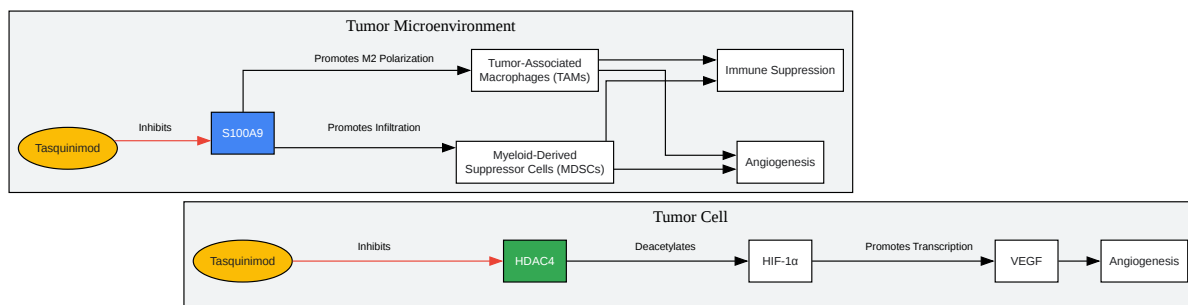 Tumor Microenvironment
Promotes M2 Polarization
Tumor-Associated
Macrophages (TAMs)
Immune Suppression
Inhibits
S100A9
Promotes Infiltration
Tasquinimod
Myeloid-Derived
Suppressor Cells (MDSCs)
Angiogenesis
Tumor Cell
Tasquinimod
Inhibits
HDAC4
Deacetylates
HIF-1α
Promotes Transcription
VEGF
Angiogenesis